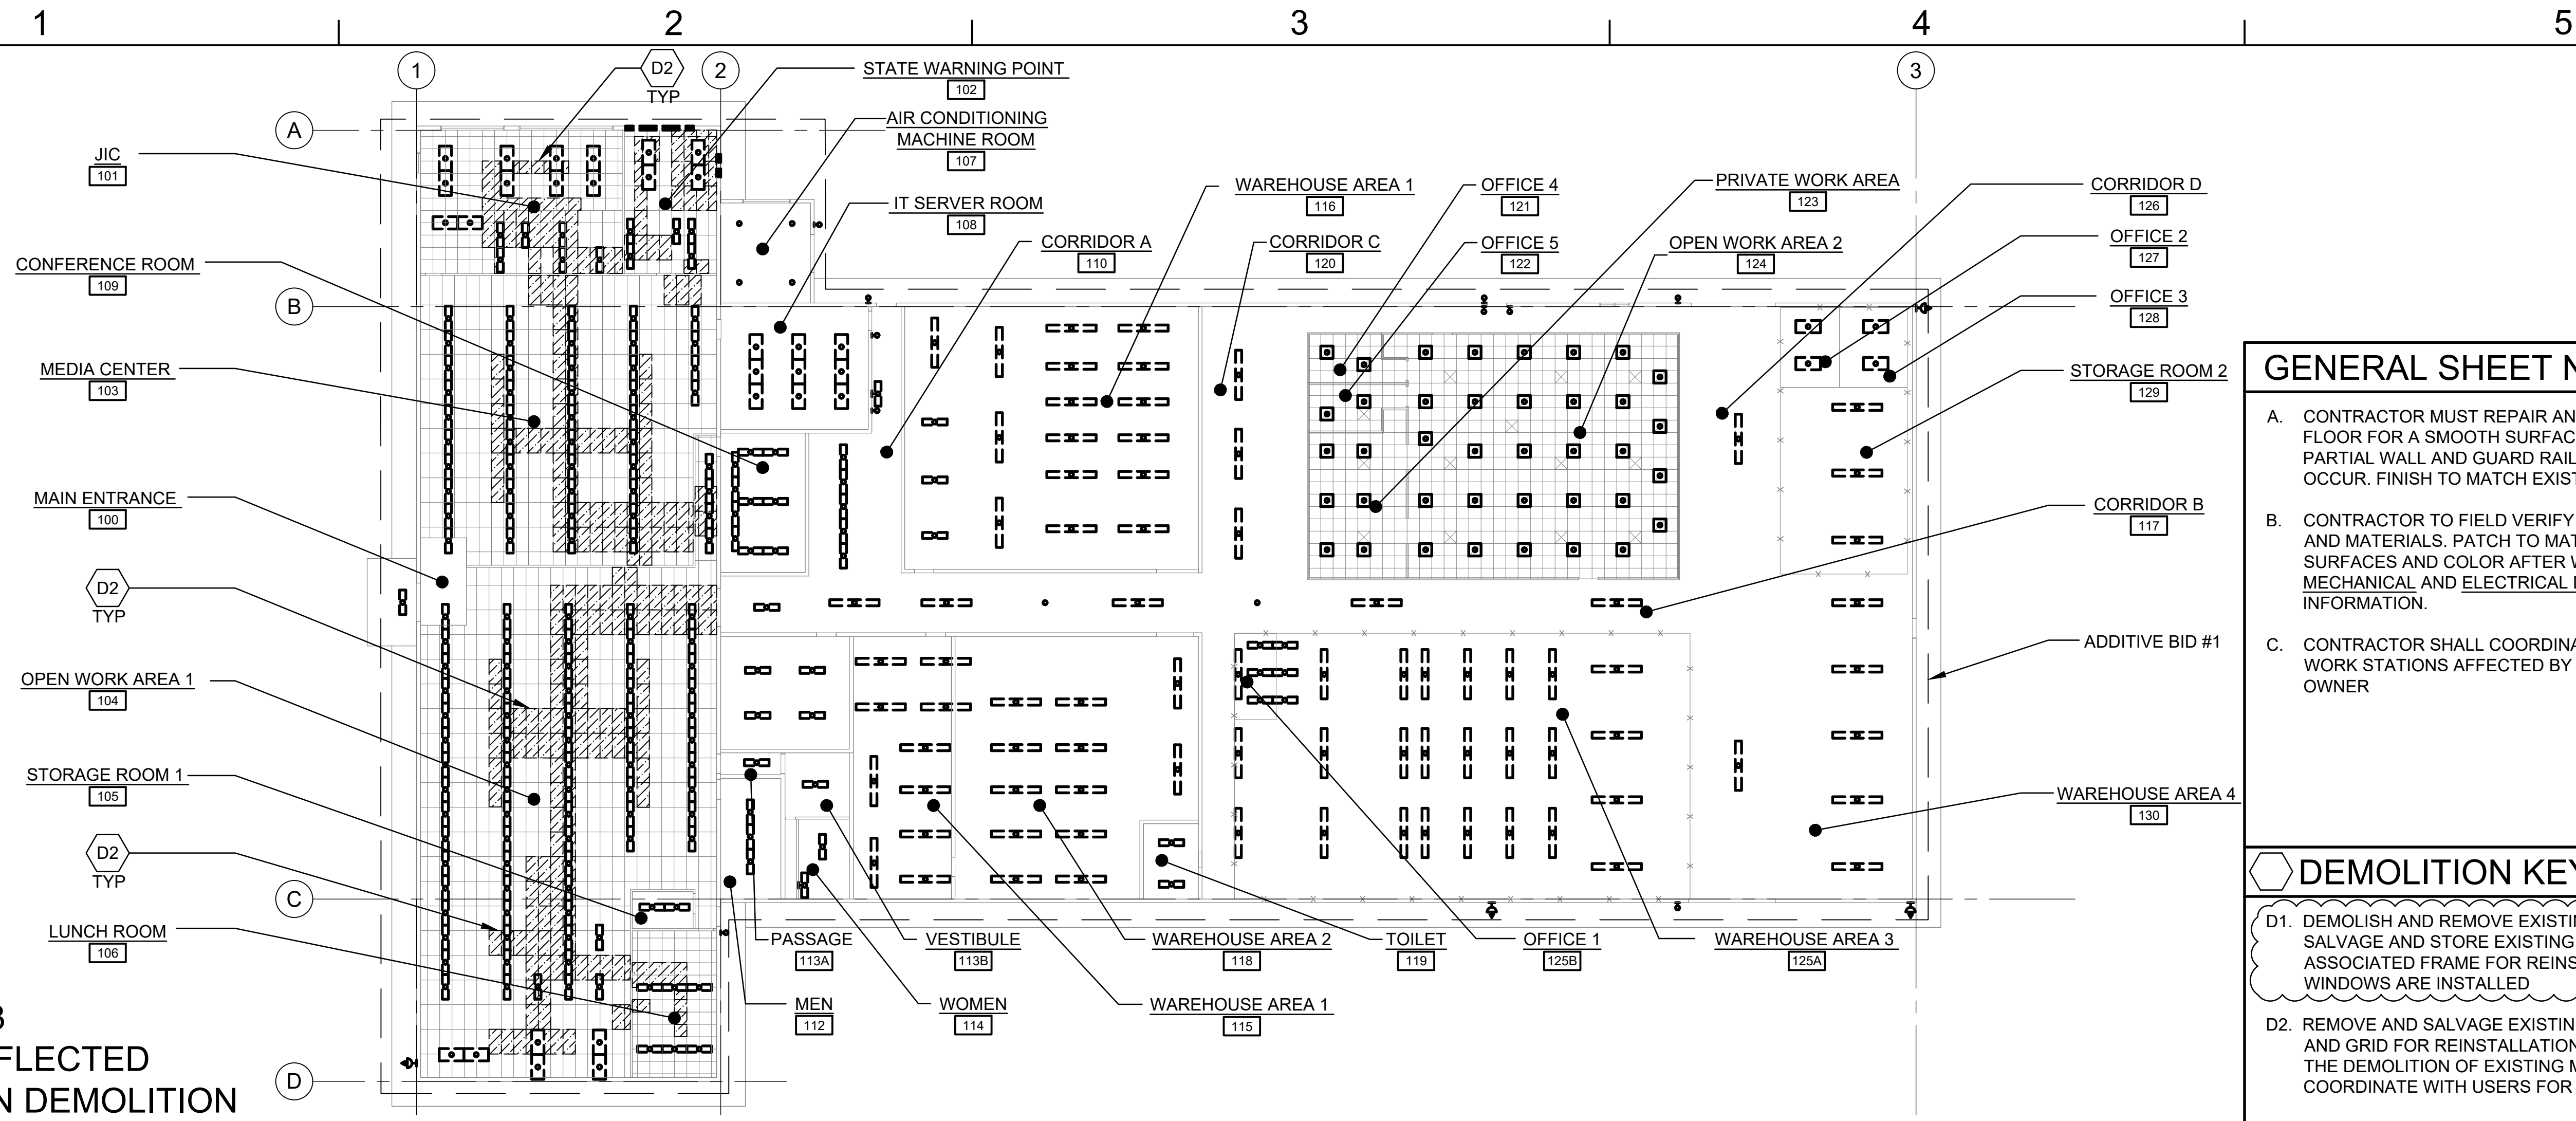 1 2 3 4 5
1 2 3
A
B
C
D
D2
TYP
STATE WARNING POINT
102
AIR CONDITIONING
MACHINE ROOM
107
JIC
101
IT SERVER ROOM
108
CORRIDOR A
110
WAREHOUSE AREA 1
116
CORRIDOR C
120
OFFICE 4
121
OFFICE 5
122
PRIVATE WORK AREA
123
OPEN WORK AREA 2
124
CORRIDOR D
126
OFFICE 2
127
OFFICE 3
128
STORAGE ROOM 2
129
CORRIDOR B
117
ADDITIVE BID #1
WAREHOUSE AREA 4
130
CONFERENCE ROOM
109
MEDIA CENTER
103
MAIN ENTRANCE
100
D2
TYP
OPEN WORK AREA 1
104
STORAGE ROOM 1
105
D2
TYP
LUNCH ROOM
106
PASSAGE
113A
VESTIBULE
113B
WAREHOUSE AREA 2
118
TOILET
119
OFFICE 1
125B
WAREHOUSE AREA 3
125A
MEN
112
WOMEN
114
WAREHOUSE AREA 1
115
FLECTED
N DEMOLITION
GENERAL SHEET N
A. CONTRACTOR MUST REPAIR AN
FLOOR FOR A SMOOTH SURFAC
PARTIAL WALL AND GUARD RAIL
OCCUR. FINISH TO MATCH EXIS
B. CONTRACTOR TO FIELD VERIFY
AND MATERIALS. PATCH TO MAT
SURFACES AND COLOR AFTER
MECHANICAL AND ELECTRICAL
INFORMATION.
C. CONTRACTOR SHALL COORDINA
WORK STATIONS AFFECTED BY
OWNER
DEMOLITION KEY
D1. DEMOLISH AND REMOVE EXISTIN
SALVAGE AND STORE EXISTING
ASSOCIATED FRAME FOR REINS
WINDOWS ARE INSTALLED
D2. REMOVE AND SALVAGE EXISTIN
AND GRID FOR REINSTALLATION
THE DEMOLITION OF EXISTING M
COORDINATE WITH USERS FOR